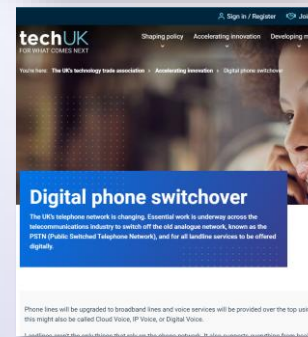 Sign in / Register
techUK
FOR WHAT COMES NEXT
Shaping policy Accelerating innovation Developing m
You're here: The UK's technology trade association › Accelerating innovation › Digital phone switchover
Digital phone switchover
The UK's telephone network is changing. Essential work is underway across the
telecommunications industry to switch off the old analogue network, known as the
PSTN (Public Switched Telephone Network), and for all landline services to be offered
digitally.
Phone lines will be upgraded to broadband lines and voice services will be provided over the top usin
this might also be called Cloud Voice, IP Voice, or Digital Voice.